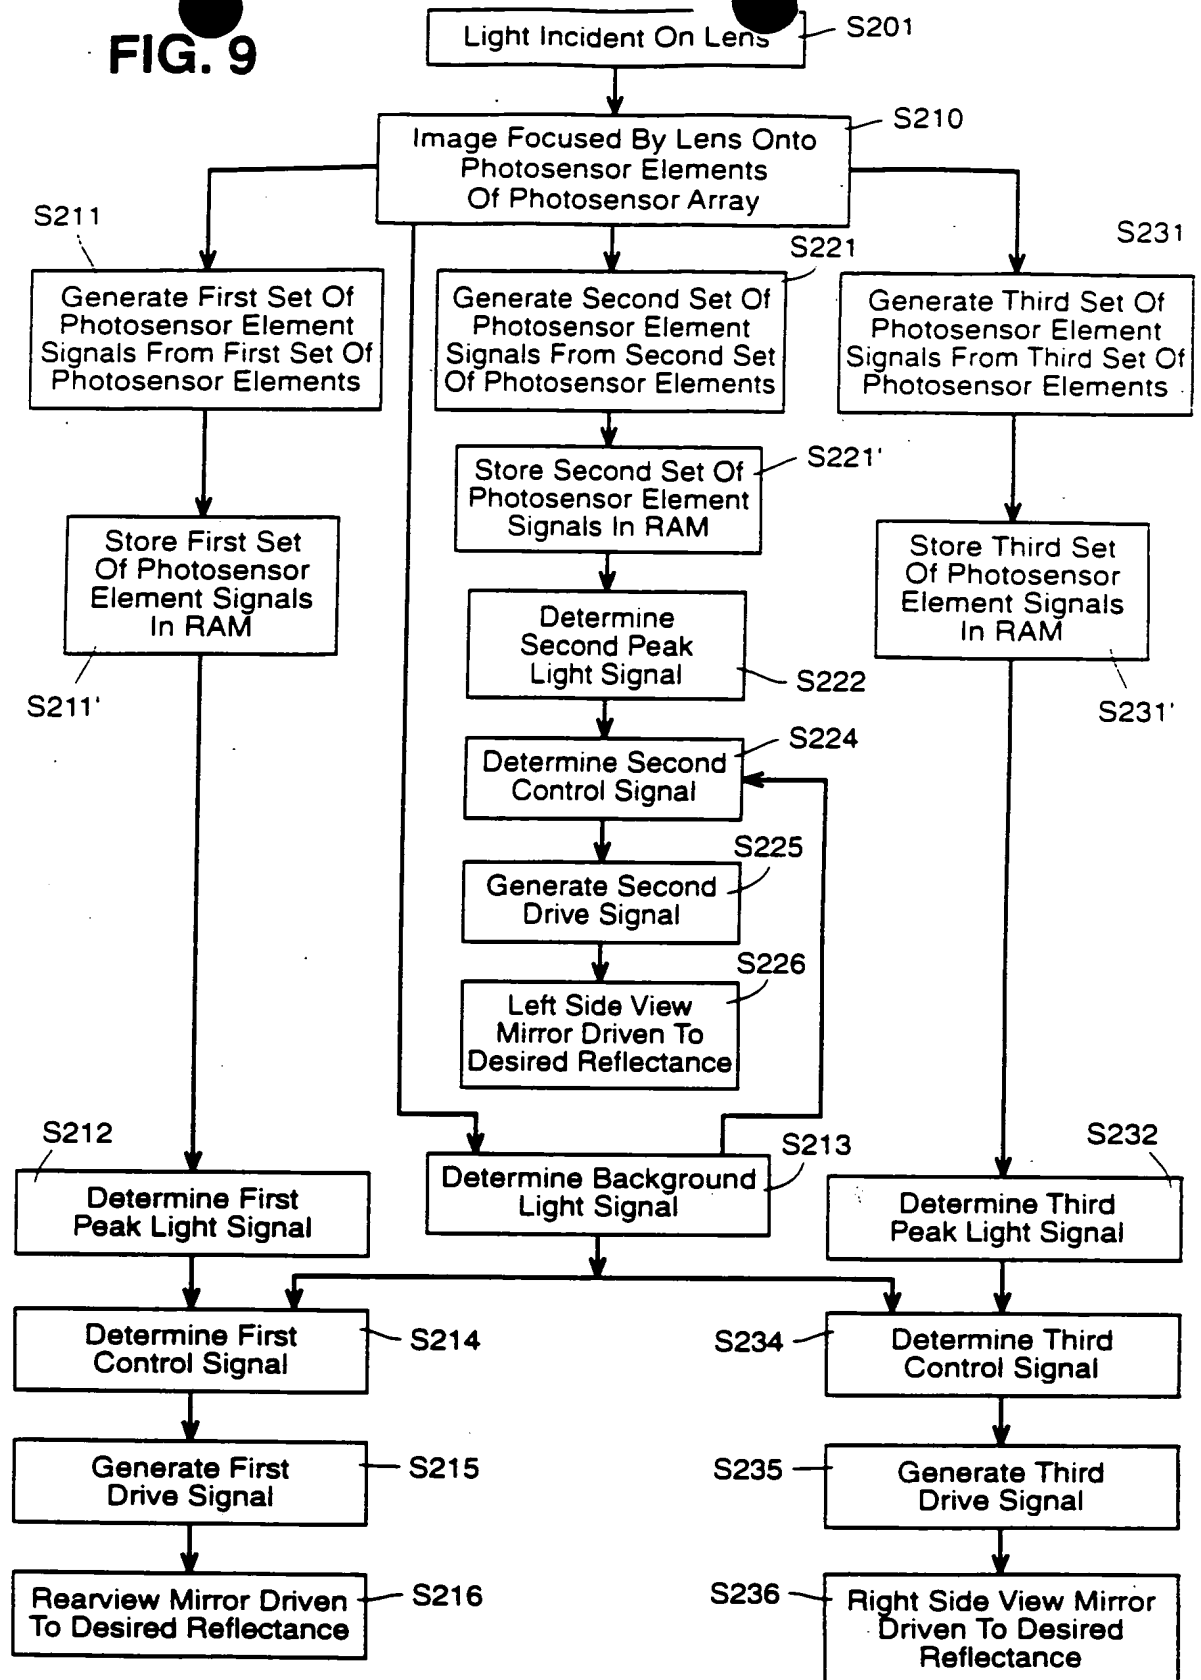 FIG. 9
Light Incident On Lens
S201
Image Focused By Lens Onto
Photosensor Elements
Of Photosensor Array
S210
S211
Generate First Set Of
Photosensor Element
Signals From First Set Of
Photosensor Elements
S221
Generate Second Set Of
Photosensor Element
Signals From Second Set
Of Photosensor Elements
S231
Generate Third Set Of
Photosensor Element
Signals From Third Set Of
Photosensor Elements
Store Second Set Of
Photosensor Element
Signals In RAM
S221'
Store First Set
Of Photosensor
Element Signals
In RAM
S211'
Store Third Set
Of Photosensor
Element Signals
In RAM
S231'
Determine
Second Peak
Light Signal
S222
Determine Second
Control Signal
S224
Generate Second
Drive Signal
S225
Left Side View
Mirror Driven To
Desired Reflectance
S226
S212
Determine First
Peak Light Signal
Determine Background
Light Signal
S213
S232
Determine Third
Peak Light Signal
Determine First
Control Signal
S214
S234
Determine Third
Control Signal
Generate First
Drive Signal
S215
S235
Generate Third
Drive Signal
Rearview Mirror Driven
To Desired Reflectance
S216
S236
Right Side View Mirror
Driven To Desired
Reflectance